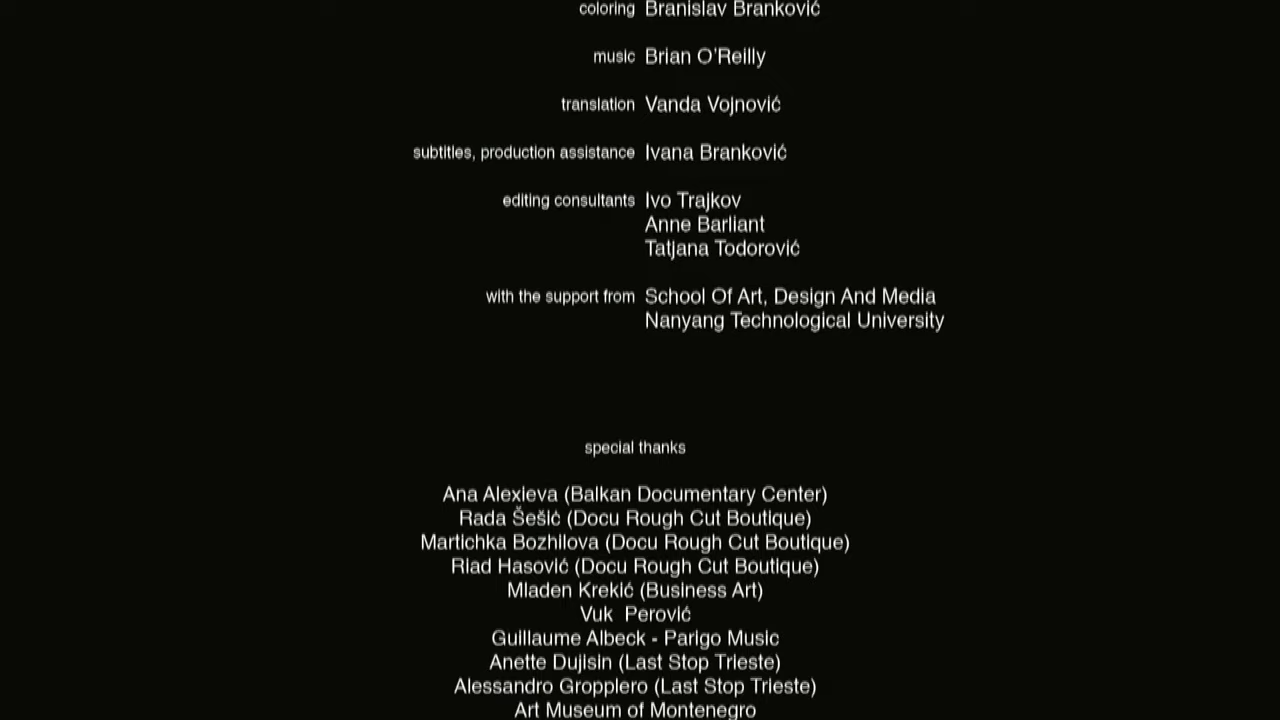 coloring Branislav Branković
music Brian O'Reilly
translation Vanda Vojnović
subtitles, production assistance Ivana Branković
editing consultants Ivo Trajkov
Anne Barliant
Tatjana Todorović
with the support from School Of Art, Design And Media
Nanyang Technological University
special thanks
Ana Alexieva (Balkan Documentary Center)
Rada Šešić (Docu Rough Cut Boutique)
Martichka Bozhilova (Docu Rough Cut Boutique)
Riad Hasović (Docu Rough Cut Boutique)
Mladen Krekić (Business Art)
Vuk Perović
Guillaume Albeck - Parigo Music
Anette Dujisin (Last Stop Trieste)
Alessandro Gropplero (Last Stop Trieste)
Art Museum of Montenegro